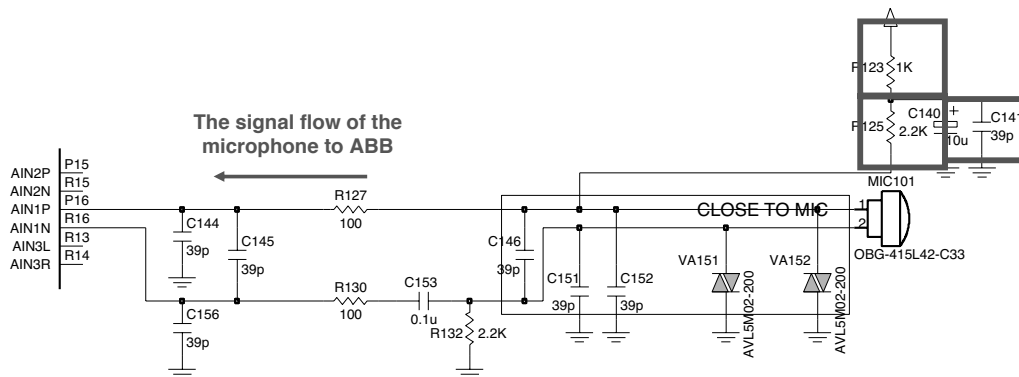 R123 1K
The signal flow of the
microphone to ABB
C140 +
10u
C141
39p
R125 2.2K
MIC101
AIN2P P15
AIN2N R15
AIN1P P16
AIN1N R16
AIN3L R13
AIN3R R14
R127
100
CLOSE TO MIC
1
2
OBG-415L42-C33
C144
39p
C145
39p
C146
39p
C151
39p
C152
39p
VA151
AVL5M02-200
VA152
AVL5M02-200
R130
100
C153
0.1u
R132 2.2K
C156
39p